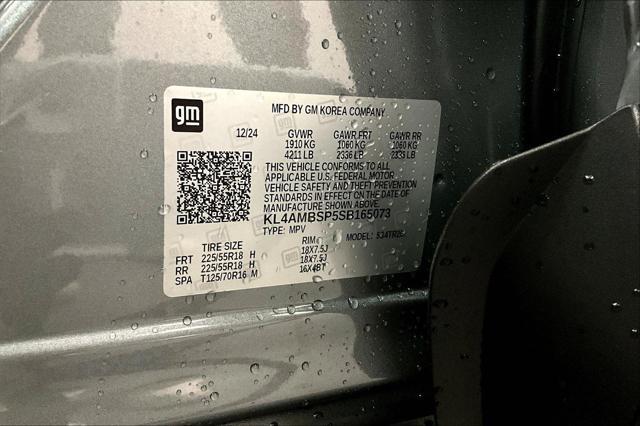 gm
MFD BY GM KOREA COMPANY
12/24 GVWR GAWR FRT GAWR RR
1910 KG 1060 KG 1060 KG
4211 LB 2336 LB 2335 LB
THIS VEHICLE CONFORMS TO ALL
APPLICABLE U.S. FEDERAL MOTOR
VEHICLE SAFETY AND THEFT PREVENTION
STANDARDS IN EFFECT ON THE DATE OF
MANUFACTURE SHOWN ABOVE.
KL4AMBSP5SB165073
TYPE: MPV MODEL:
TIRE SIZE RIM
FRT 225/55R18 H 18X7.5J
RR 225/55R18 H 18X7.5J
SPA T125/70R16 M 16X4BT